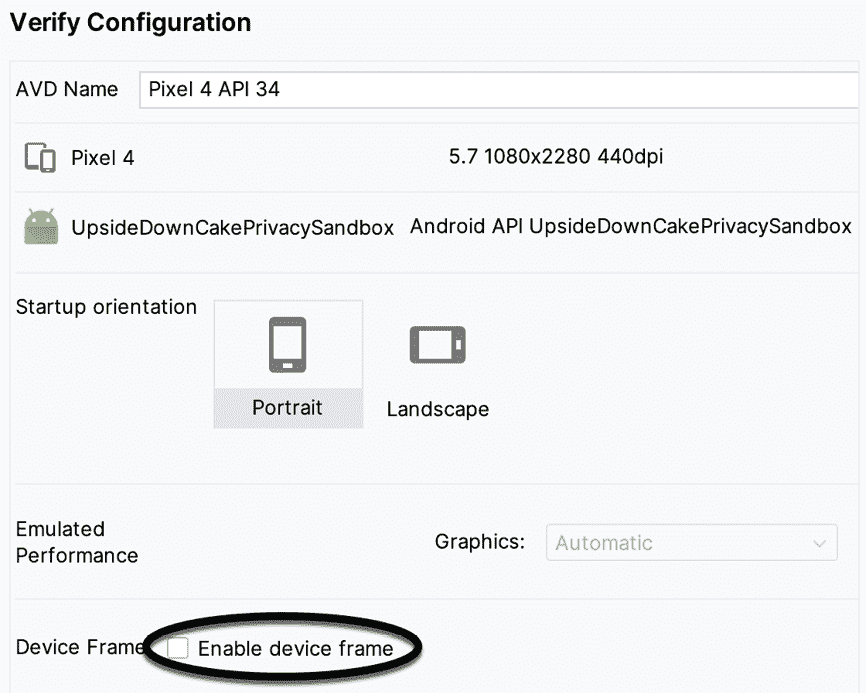 Verify Configuration
AVD Name Pixel 4 API 34
Pixel 4 5.7 1080x2280 440dpi
UpsideDownCakePrivacySandbox Android API UpsideDownCakePrivacySandbox
Startup orientation
Portrait
Landscape
Emulated
Performance
Graphics: Automatic
Device Frame Enable device frame